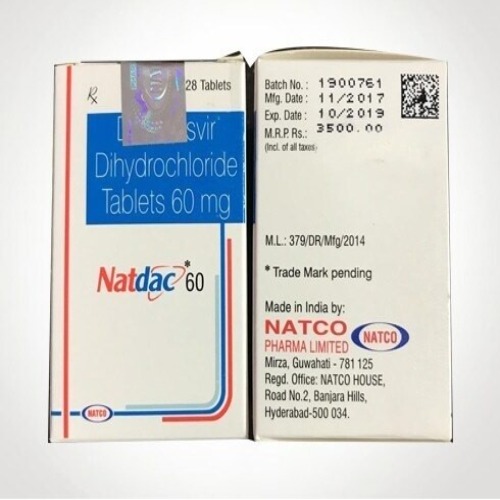 Rx
28 Tablets
Dihydrochloride
Tablets 60 mg
Natdac* 60
NATCO
Batch No.: 1900761
Mfg. Date: 11/2017
Exp. Date: 10/2019
M.R.P. Rs.: 3500.00
(Incl. of all taxes)
M.L.: 379/DR/Mfg/2014
* Trade Mark pending
Made in India by:
NATCO
PHARMA LIMITED
NATCO
Mirza, Guwahati - 781 125
Regd. Office: NATCO HOUSE,
Road No.2, Banjara Hills,
Hyderabad-500 034.